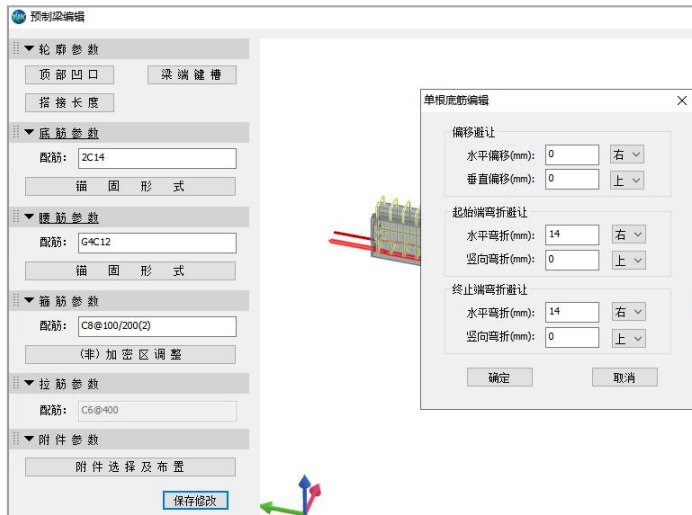 预制梁编辑
轮廓参数
顶部凹口 梁端键槽
搭接长度
底筋参数
配筋: 2C14
锚固形式
腰筋参数
配筋: G4C12
锚固形式
箍筋参数
配筋: C8@100/200(2)
(非)加密区调整
拉筋参数
配筋: C6@400
附件参数
附件选择及布置
保存修改
单根底筋编辑
偏移避让
水平偏移(mm): 0 右
垂直偏移(mm): 0 上
起始端弯折避让
水平弯折(mm): 14 右
竖向弯折(mm): 0 上
终止端弯折避让
水平弯折(mm): 14 右
竖向弯折(mm): 0 上
确定 取消